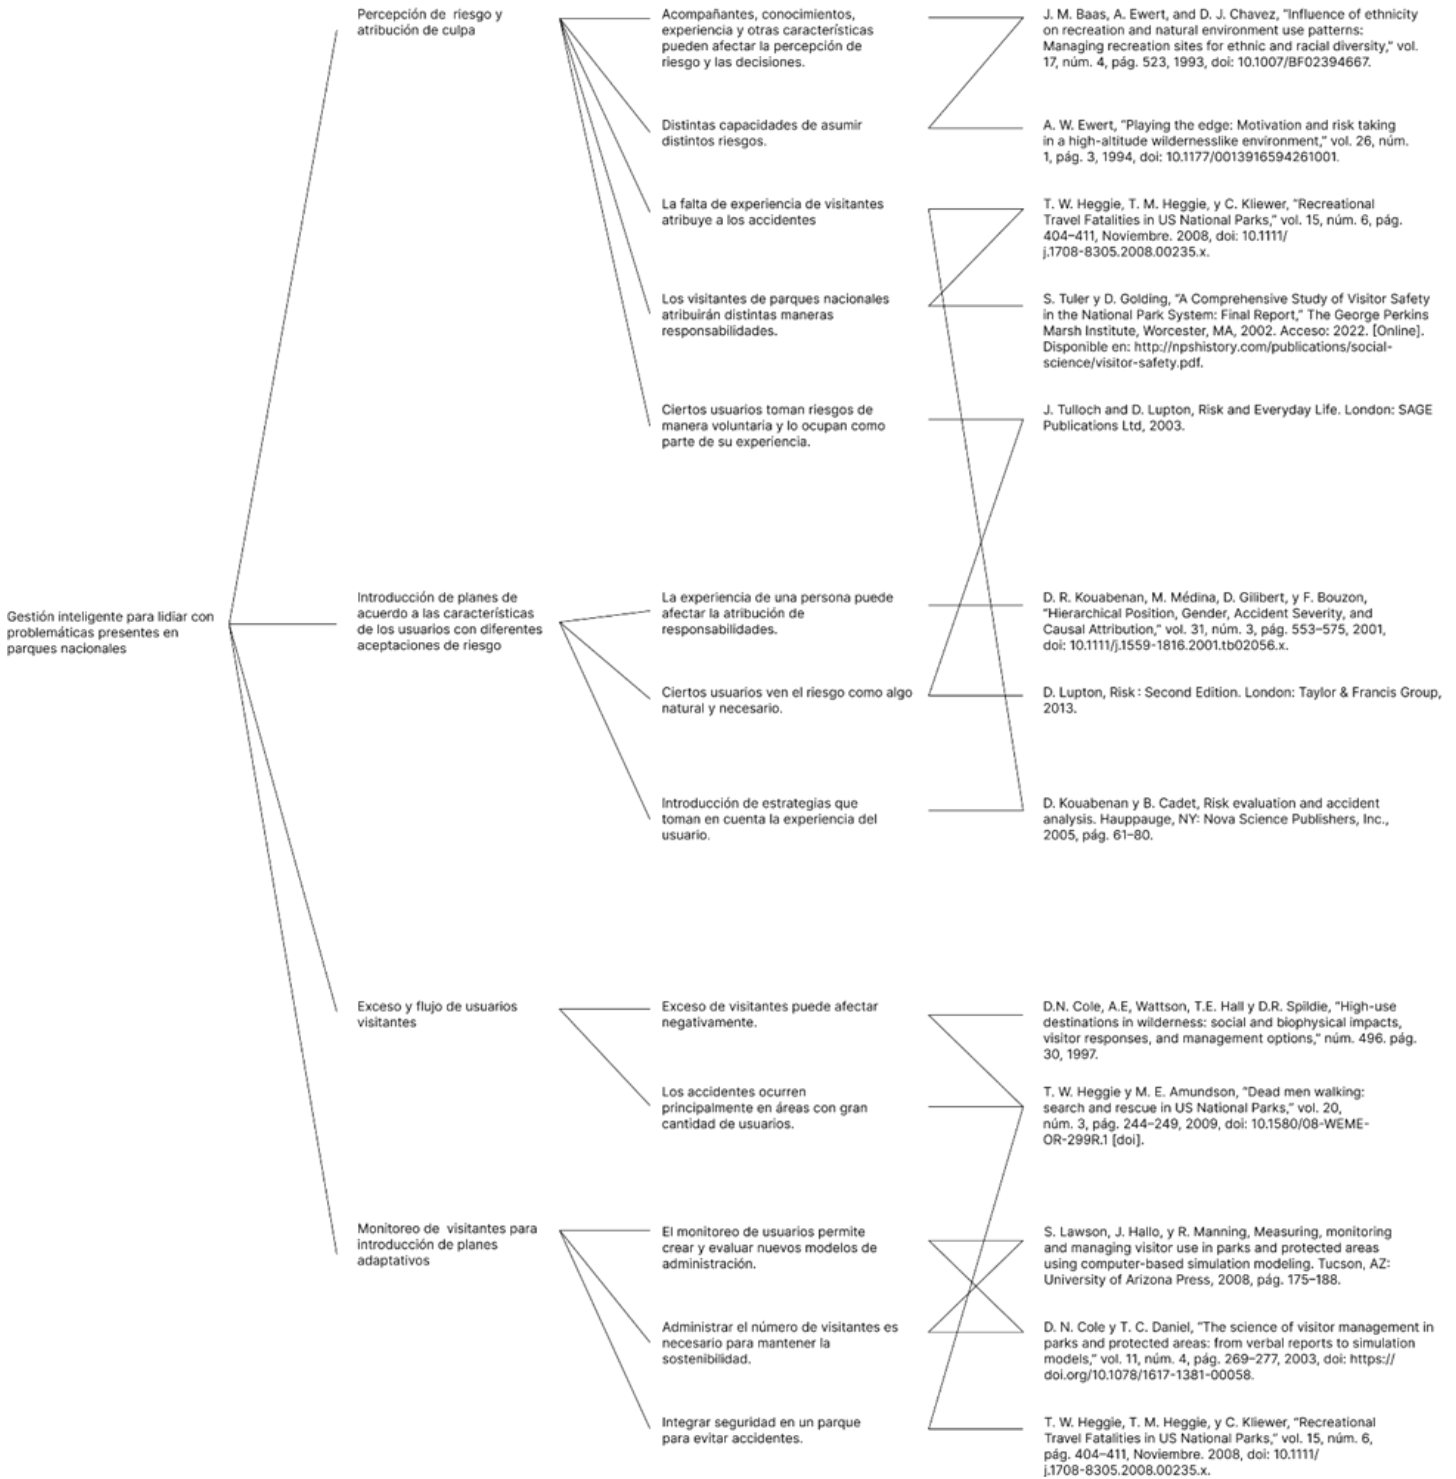 Gestión inteligente para lidiar con
problemáticas presentes en
parques nacionales
Percepción de riesgo y
atribución de culpa
Acompañantes, conocimientos,
experiencia y otras características
pueden afectar la percepción de
riesgo y las decisiones.
J. M. Baas, A. Ewert, and D. J. Chavez, “Influence of ethnicity
on recreation and natural environment use patterns:
Managing recreation sites for ethnic and racial diversity,” vol.
17, núm. 4, pág. 523, 1993, doi: 10.1007/BF02394667.
Distintas capacidades de asumir
distintos riesgos.
A. W. Ewert, “Playing the edge: Motivation and risk taking
in a high-altitude wildernesslike environment,” vol. 26, núm.
1, pág. 3, 1994, doi: 10.1177/0013916594261001.
La falta de experiencia de visitantes
atribuye a los accidentes
T. W. Heggie, T. M. Heggie, y C. Kliewer, “Recreational
Travel Fatalities in US National Parks,” vol. 15, núm. 6, pág.
404–411, Noviembre. 2008, doi: 10.1111/
j.1708-8305.2008.00235.x.
Los visitantes de parques nacionales
atribuirán distintas maneras
responsabilidades.
S. Tuler y D. Golding, “A Comprehensive Study of Visitor Safety
in the National Park System: Final Report,” The George Perkins
Marsh Institute, Worcester, MA, 2002. Acceso: 2022. [Online].
Disponible en: http://npshistory.com/publications/social-
science/visitor-safety.pdf.
Ciertos usuarios toman riesgos de
manera voluntaria y lo ocupan como
parte de su experiencia.
J. Tulloch and D. Lupton, Risk and Everyday Life. London: SAGE
Publications Ltd, 2003.
Introducción de planes de
acuerdo a las características
de los usuarios con diferentes
aceptaciones de riesgo
La experiencia de una persona puede
afectar la atribución de
responsabilidades.
D. R. Kouabenan, M. Médina, D. Gilibert, y F. Bouzon,
“Hierarchical Position, Gender, Accident Severity, and
Causal Attribution,” vol. 31, núm. 3, pág. 553–575, 2001,
doi: 10.1111/j.1559-1816.2001.tb02056.x.
Ciertos usuarios ven el riesgo como algo
natural y necesario.
D. Lupton, Risk : Second Edition. London: Taylor & Francis Group,
2013.
Introducción de estrategias que
toman en cuenta la experiencia del
usuario.
D. Kouabenan y B. Cadet, Risk evaluation and accident
analysis. Hauppauge, NY: Nova Science Publishers, Inc.,
2005, pág. 61–80.
Exceso y flujo de usuarios
visitantes
Exceso de visitantes puede afectar
negativamente.
D.N. Cole, A.E, Wattson, T.E. Hall y D.R. Spildie, “High-use
destinations in wilderness: social and biophysical impacts,
visitor responses, and management options,” núm. 496. pág.
30, 1997.
Los accidentes ocurren
principalmente en áreas con gran
cantidad de usuarios.
T. W. Heggie y M. E. Amundson, “Dead men walking:
search and rescue in US National Parks,” vol. 20,
núm. 3, pág. 244–249, 2009, doi: 10.1580/08-WEME-
OR-299R.1 [doi].
Monitoreo de visitantes para
introducción de planes
adaptativos
El monitoreo de usuarios permite
crear y evaluar nuevos modelos de
administración.
S. Lawson, J. Hallo, y R. Manning, Measuring, monitoring
and managing visitor use in parks and protected areas
using computer-based simulation modeling. Tucson, AZ:
University of Arizona Press, 2008, pág. 175–188.
Administrar el número de visitantes es
necesario para mantener la
sostenibilidad.
D. N. Cole y T. C. Daniel, “The science of visitor management in
parks and protected areas: from verbal reports to simulation
models,” vol. 11, núm. 4, pág. 269–277, 2003, doi: https://
doi.org/10.1078/1617-1381-00058.
Integrar seguridad en un parque
para evitar accidentes.
T. W. Heggie, T. M. Heggie, y C. Kliewer, “Recreational
Travel Fatalities in US National Parks,” vol. 15, núm. 6,
pág. 404–411, Noviembre. 2008, doi: 10.1111/
j.1708-8305.2008.00235.x.